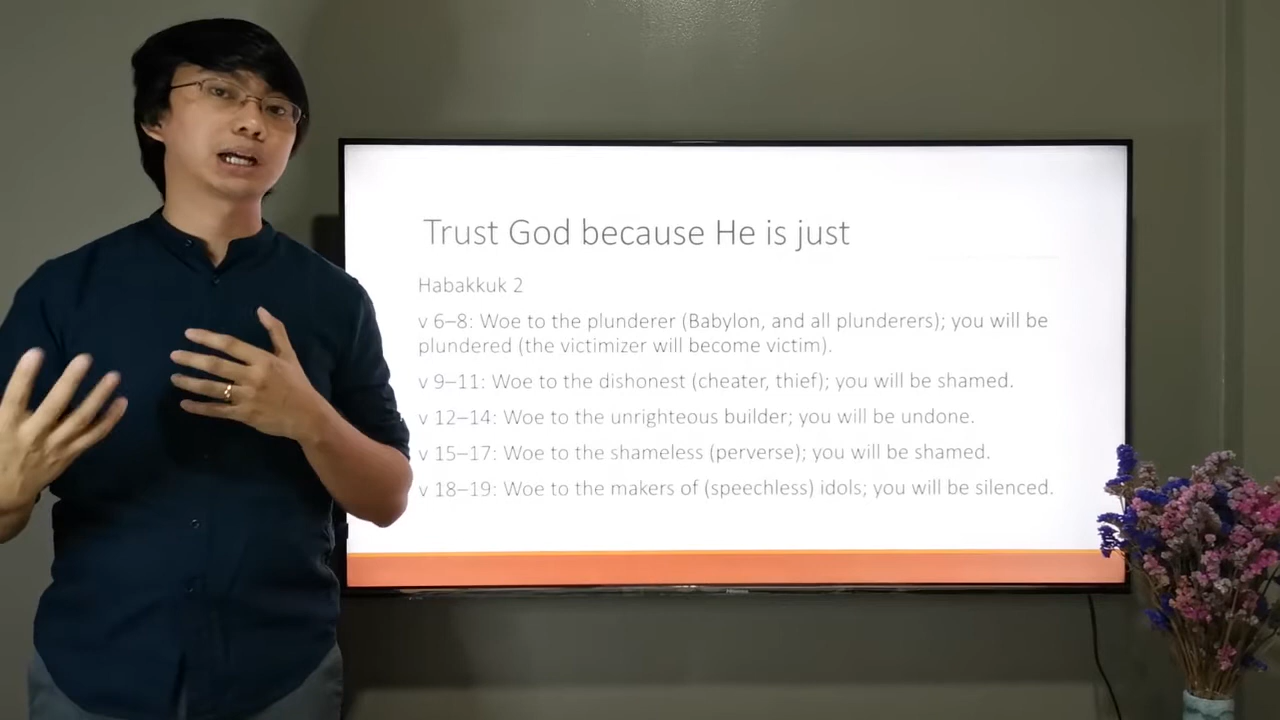 Trust God because He is just
Habakkuk 2
v 6–8: Woe to the plunderer (Babylon, and all plunderers); you will be
plundered (the victimizer will become victim).
v 9–11: Woe to the dishonest (cheater, thief); you will be shamed.
v 12–14: Woe to the unrighteous builder; you will be undone.
v 15–17: Woe to the shameless (perverse); you will be shamed.
v 18–19: Woe to the makers of (speechless) idols; you will be silenced.